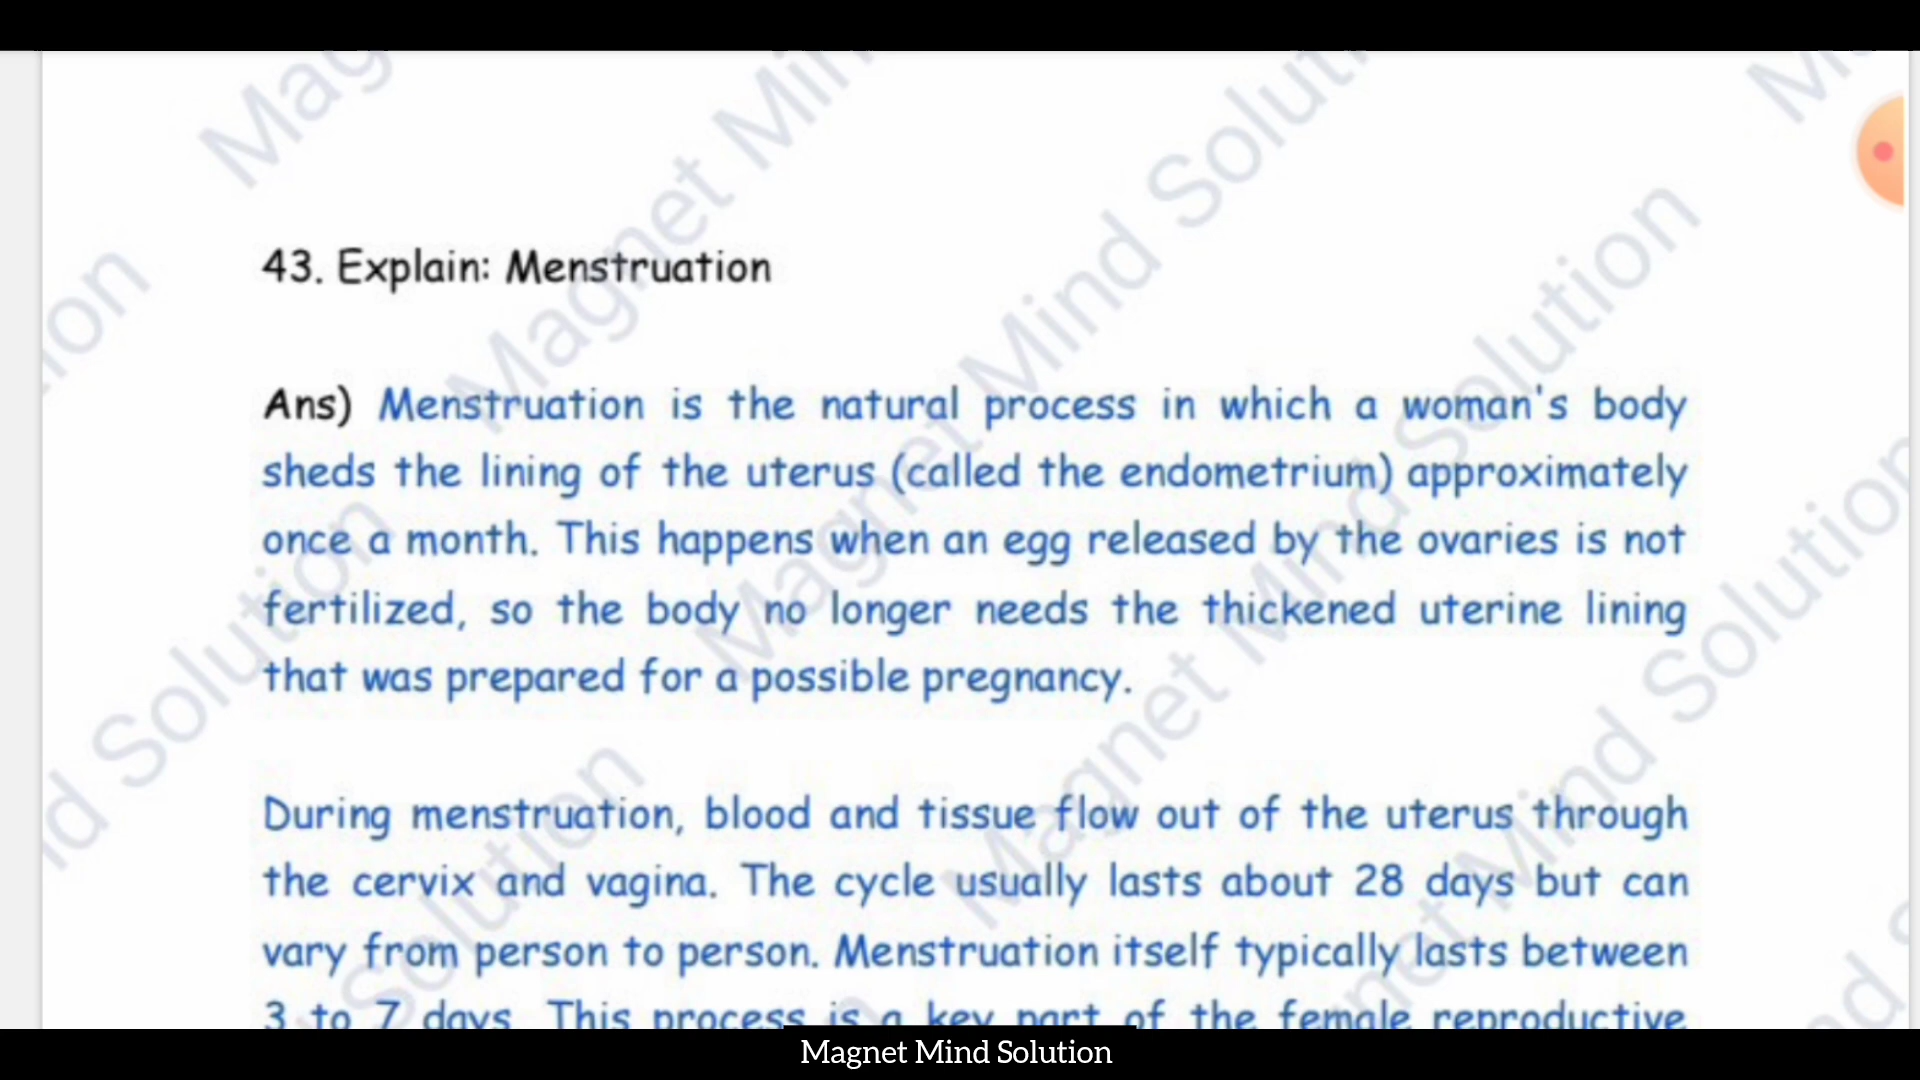 43. Explain: Menstruation
Ans) Menstruation is the natural process in which a woman's body
sheds the lining of the uterus (called the endometrium) approximately
once a month. This happens when an egg released by the ovaries is not
fertilized, so the body no longer needs the thickened uterine lining
that was prepared for a possible pregnancy.
During menstruation, blood and tissue flow out of the uterus through
the cervix and vagina. The cycle usually lasts about 28 days but can
vary from person to person. Menstruation itself typically lasts between
3 to 7 days. This process is a key part of the female reproductive
Magnet Mind Solution